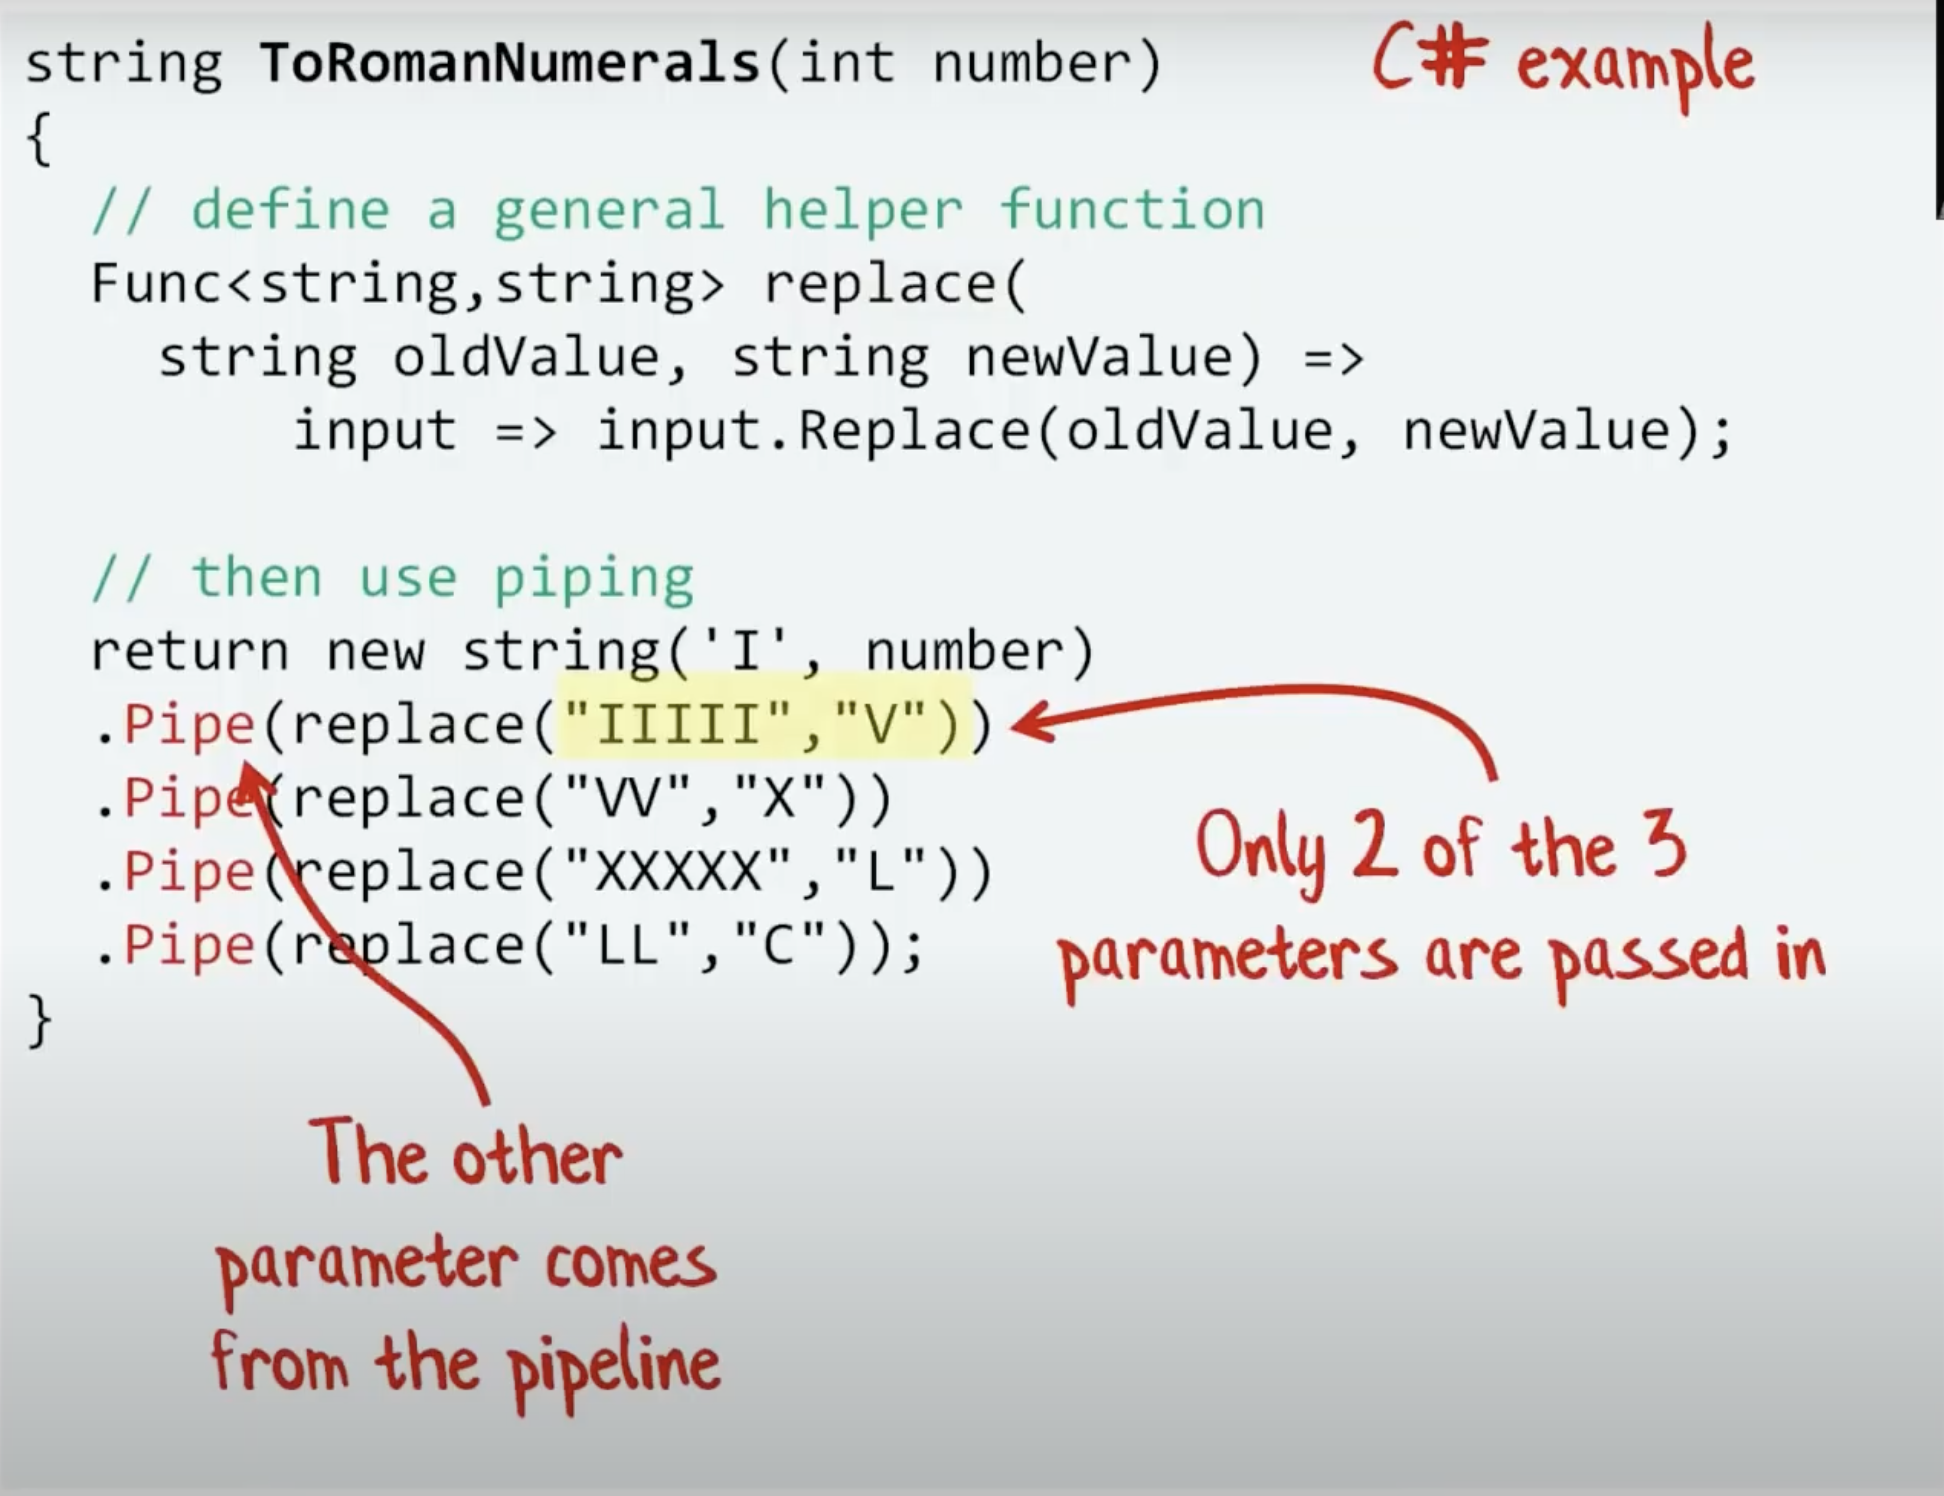 string ToRomanNumerals(int number)
C# example
{
// define a general helper function
Func<string,string> replace(
string oldValue, string newValue) =>
input => input.Replace(oldValue, newValue);
// then use piping
return new string('I', number)
.Pipe(replace("IIIII","V"))
.Pipe(replace("VV","X"))
.Pipe(replace("XXXXX","L"))
.Pipe(replace("LL","C"));
}
Only 2 of the 3
parameters are passed in
The other
parameter comes
from the pipeline